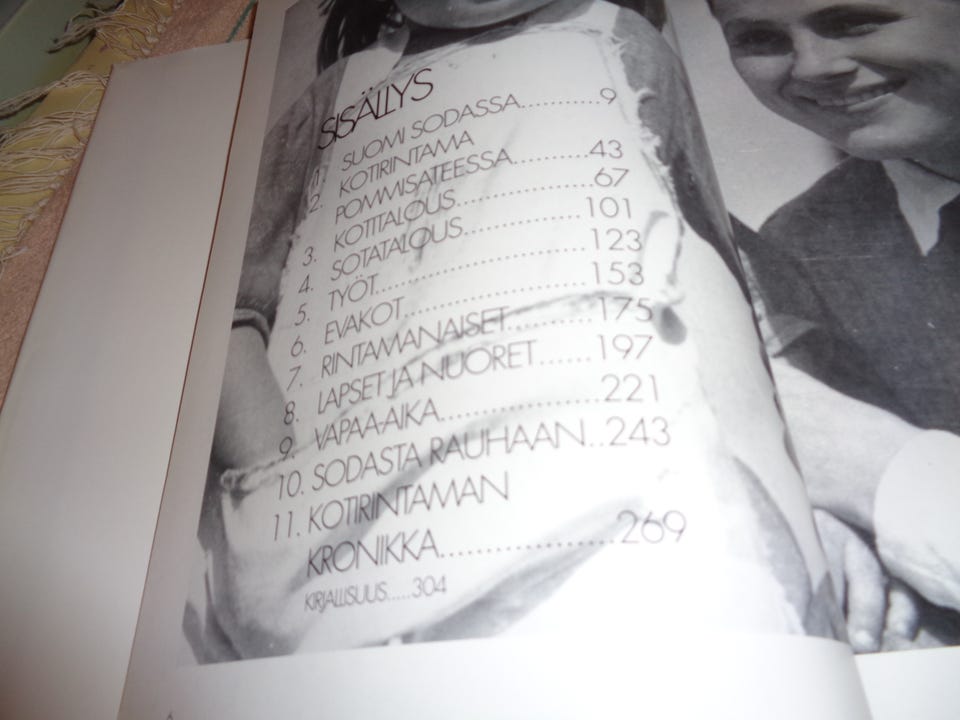 SISÄLLYS
1. SUOMI SODASSA..........9
2. KOTIRINTAMA
POMMISATEESSA..........43
3. KOTITALOUS..................67
4. SOTATALOUS...............101
5. TYÖT...........................123
6. EVAKOT.......................153
7. RINTAMANAISET...........175
8. LAPSET JA NUORET......197
9. VAPAA-AIKA.................221
10. SODASTA RAUHAAN..243
11. KOTIRINTAMAN
KRONIKKA...................269
KIRJALLISUUS.....304
6